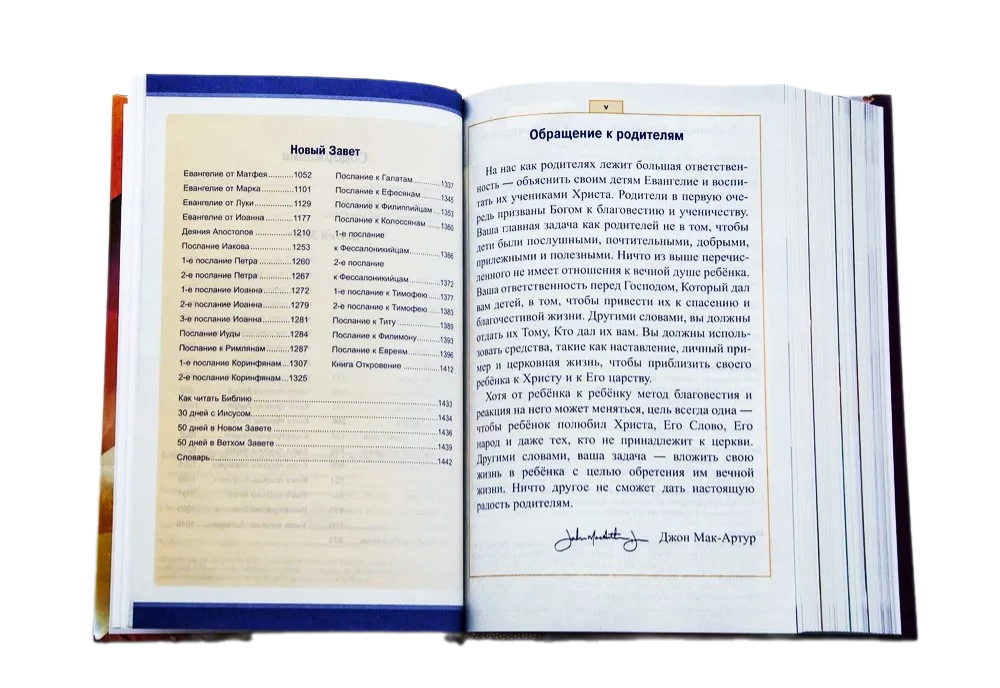 Новый Завет
Евангелие от Матфея..........1052
Евангелие от Марка ...........1101
Евангелие от Луки ..............1129
Евангелие от Иоанна ..........1177
Деяния Апостолов ..............1210
Послание Иакова ................1253
1-е послание Петра .............1260
2-е послание Петра .............1267
1-е послание Иоанна ...........1272
2-е послание Иоанна ...........1279
3-е послание Иоанна ...........1281
Послание Иуды ...................1284
Послание к Римлянам .........1287
1-е послание Коринфянам ...1307
2-е послание Коринфянам ....1325
Послание к Галатам ..............1337
Послание к Ефесянам ...........1345
Послание к Филиппийцам .....1353
Послание к Колоссянам ........1360
1-е послание
к Фессалоникийцам ..............1366
2-е послание
к Фессалоникийцам ..............1372
1-е послание к Тимофею .......1377
2-е послание к Тимофею .......1383
Послание к Титу ....................1389
Послание к Филимону ...........1393
Послание к Евреям ................1396
Книга Откровение ..................1412
Как читать Библию ..........1433
30 дней с Иисусом ..........1434
50 дней в Новом Завете ..........1436
50 дней в Ветхом Завете ..........1439
Словарь ..........1442
v
Обращение к родителям
На нас как родителях лежит большая ответствен-
ность — объяснить своим детям Евангелие и воспи-
тать их учениками Христа. Родители в первую оче-
редь призваны Богом к благовестию и ученичеству.
Ваша главная задача как родителей не в том, чтобы
дети были послушными, почтительными, добрыми,
прилежными и полезными. Ничто из выше перечис-
ленного не имеет отношения к вечной душе ребёнка.
Ваша ответственность перед Господом, Который дал
вам детей, в том, чтобы привести их к спасению и
благочестивой жизни. Другими словами, вы должны
отдать их Тому, Кто дал их вам. Вы должны исполь-
зовать средства, такие как наставление, личный при-
мер и церковная жизнь, чтобы приблизить своего
ребёнка к Христу и к Его царству.
Хотя от ребёнка к ребёнку метод благовестия и
реакция на него может меняться, цель всегда одна —
чтобы ребёнок полюбил Христа, Его Слово, Его
народ и даже тех, кто не принадлежит к церкви.
Другими словами, ваша задача — вложить свою
жизнь в ребёнка с целью обретения им вечной
жизни. Ничто другое не сможет дать настоящую
радость родителям.
Джон Мак-Артур